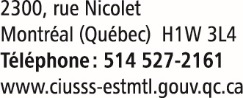 2300, rue Nicolet
Montréal (Québec)  H1W 3L4
Téléphone : 514 527-2161
www.ciusss-estmtl.gouv.qc.ca